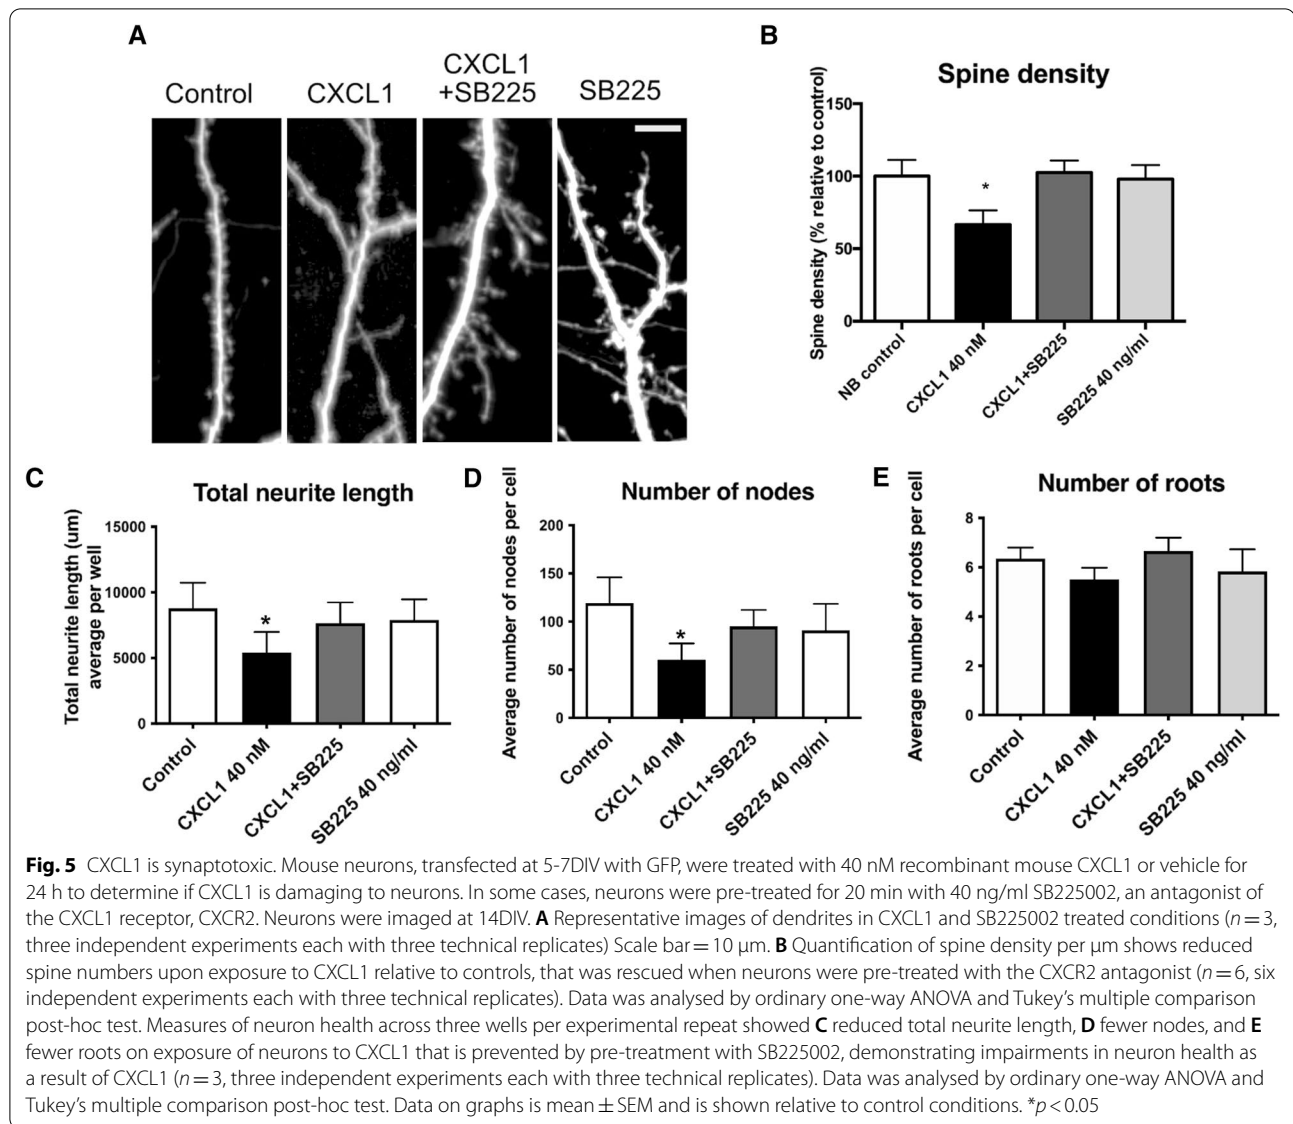 A
Control
CXCL1
CXCL1
+SB225
SB225
B
Spine density
Spine density (% relative to control)
150
100
50
0
*
NB control
CXCL1 40 nM
CXCL1+SB225
SB225 40 ng/ml
C
Total neurite length
Total neurite length (um)
average per well
15000
10000
5000
0
*
Control
CXCL1 40 nM
CXCL1+SB225
SB225 40 ng/ml
D
Number of nodes
Average number of nodes per cell
200
150
100
50
0
*
Control
CXCL1 40 nM
CXCL1+SB225
SB225 40 ng/ml
E
Number of roots
Average number of roots per cell
8
6
4
2
0
Control
CXCL1 40 nM
CXCL1+SB225
SB225 40 ng/ml
Fig. 5 CXCL1 is synaptotoxic. Mouse neurons, transfected at 5-7DIV with GFP, were treated with 40 nM recombinant mouse CXCL1 or vehicle for
24 h to determine if CXCL1 is damaging to neurons. In some cases, neurons were pre-treated for 20 min with 40 ng/ml SB225002, an antagonist of
the CXCL1 receptor, CXCR2. Neurons were imaged at 14DIV. A Representative images of dendrites in CXCL1 and SB225002 treated conditions (n = 3,
three independent experiments each with three technical replicates) Scale bar = 10 μm. B Quantification of spine density per μm shows reduced
spine numbers upon exposure to CXCL1 relative to controls, that was rescued when neurons were pre-treated with the CXCR2 antagonist (n = 6, six
independent experiments each with three technical replicates). Data was analysed by ordinary one-way ANOVA and Tukey's multiple comparison
post-hoc test. Measures of neuron health across three wells per experimental repeat showed C reduced total neurite length, D fewer nodes, and E
fewer roots on exposure of neurons to CXCL1 that is prevented by pre-treatment with SB225002, demonstrating impairments in neuron health as
a result of CXCL1 (n = 3, three independent experiments each with three technical replicates). Data was analysed by ordinary one-way ANOVA and
Tukey's multiple comparison post-hoc test. Data on graphs is mean ± SEM and is shown relative to control conditions. *p < 0.05